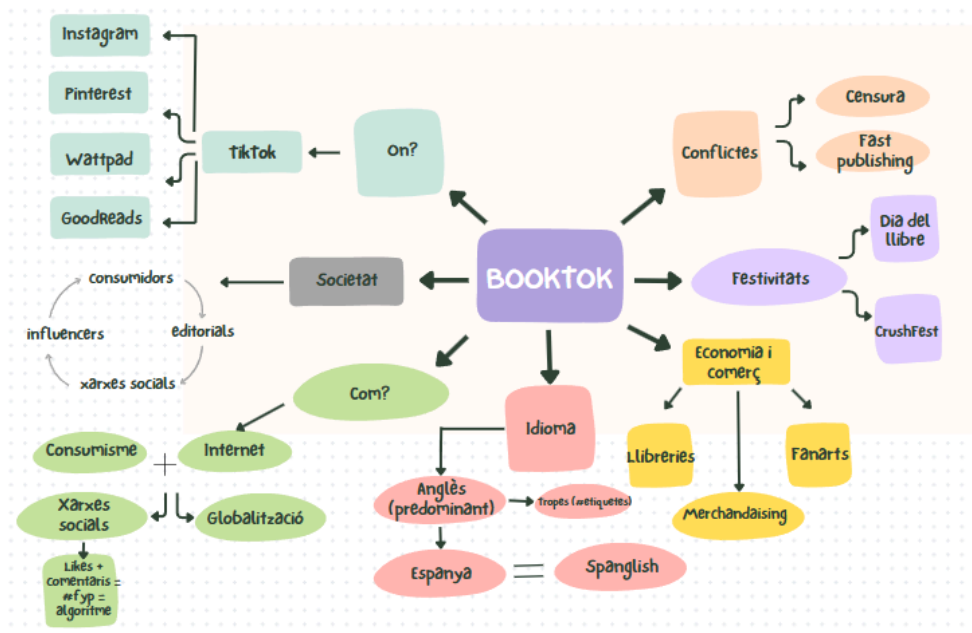 Instagram
Pinterest
Wattpad
GoodReads
TikTok
On?
Conflictes
Censura
Fast
publishing
BOOKTOK
Festivitats
Dia del
llibre
CrushFest
Societat
consumidors
editorials
xarxes socials
influencers
Com?
Internet
+
Consumisme
Xarxes
socials
Globalització
Likes +
comentaris =
#fyp =
algoritme
Idioma
Anglès
(predominant)
Tropes (#etiquetes)
Espanya
=
Spanglish
Economia i
comerç
Llibreries
Merchandaising
Fanarts